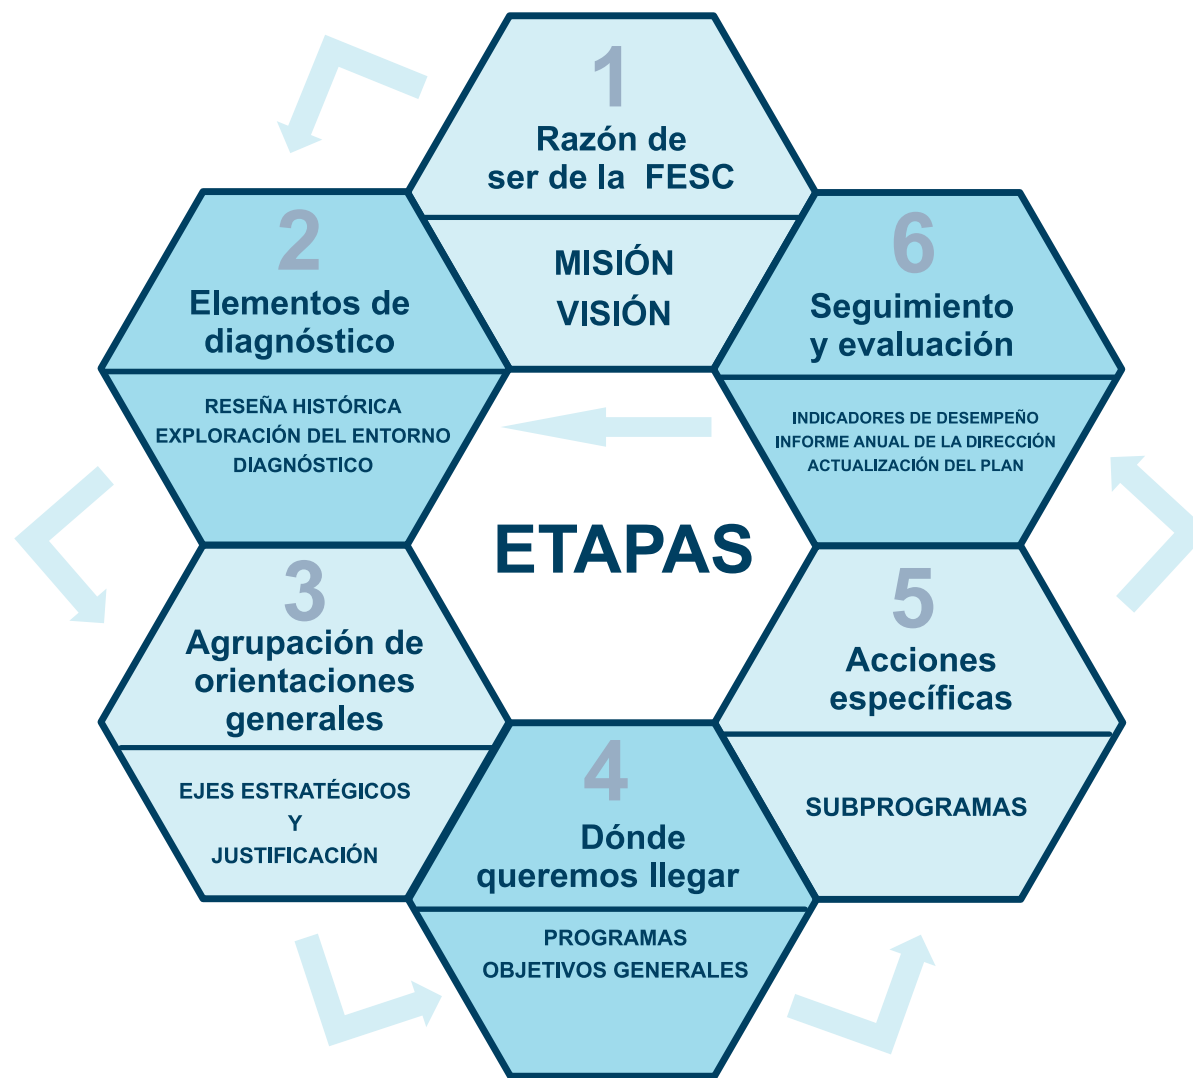 1
Razón de
ser de la FESC
MISIÓN
VISIÓN
2
Elementos de
diagnóstico
RESEÑA HISTÓRICA
EXPLORACIÓN DEL ENTORNO
DIAGNÓSTICO
3
Agrupación de
orientaciones
generales
EJES ESTRATÉGICOS
Y
JUSTIFICACIÓN
4
Dónde
queremos llegar
PROGRAMAS
OBJETIVOS GENERALES
5
Acciones
específicas
SUBPROGRAMAS
6
Seguimiento
y evaluación
INDICADORES DE DESEMPEÑO
INFORME ANUAL DE LA DIRECCIÓN
ACTUALIZACIÓN DEL PLAN
ETAPAS